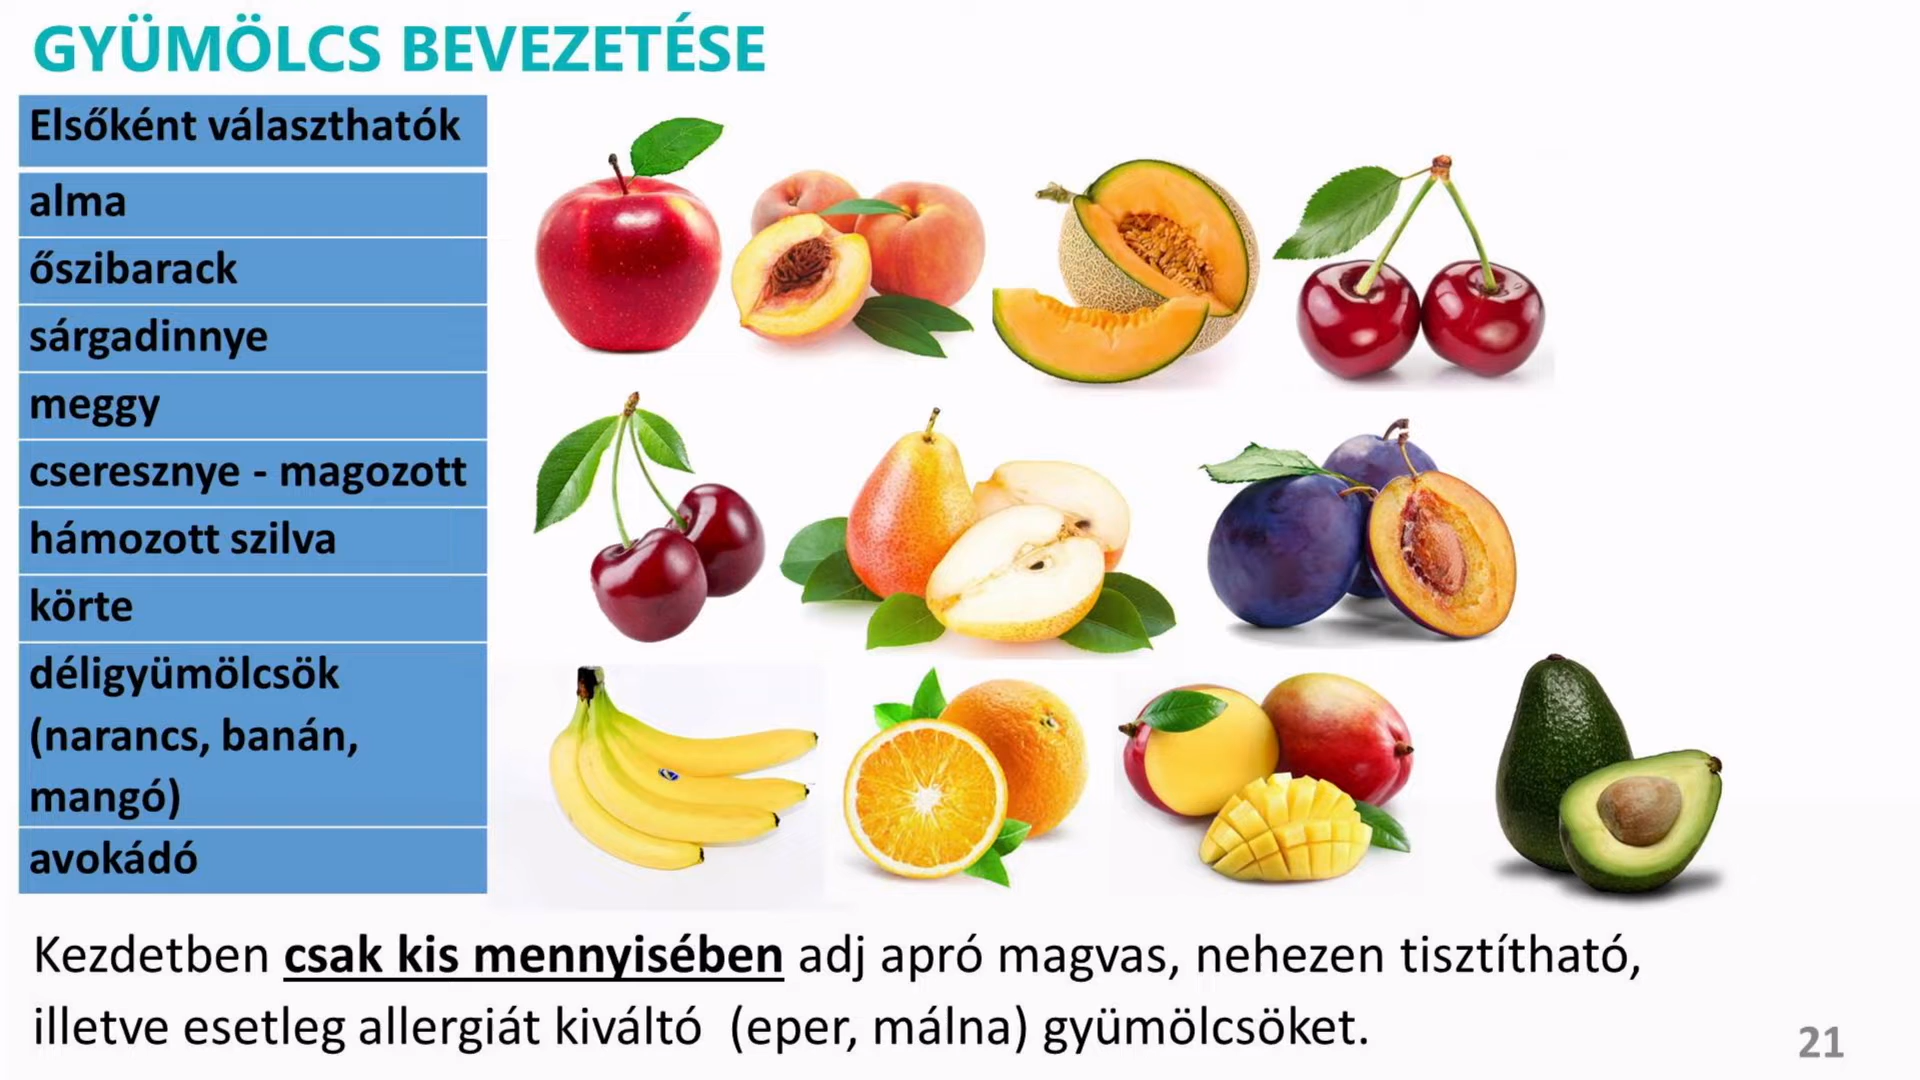 GYÜMÖLCS BEVEZETÉSE
Elsőként választhatók
alma
őszibarack
sárgadinnye
meggy
cseresznye - magozott
hámozott szilva
körte
déligyümölcsök
(narancs, banán,
mangó)
avokádó
Kezdetben csak kis mennyisében adj apró magvas, nehezen tisztítható,
illetve esetleg allergiát kiváltó (eper, málna) gyümölcsöket.
21